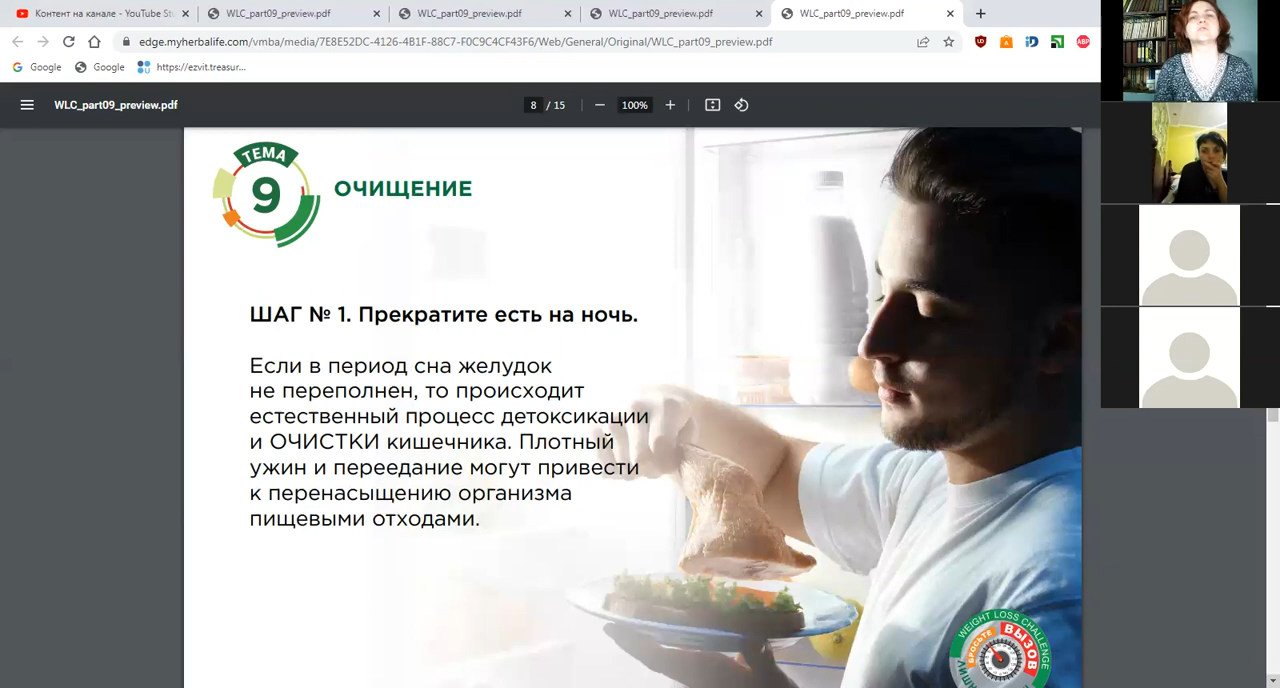 Контент на канале - YouTube St
WLC_part09_preview.pdf
WLC_part09_preview.pdf
WLC_part09_preview.pdf
WLC_part09_preview.pdf
edge.myherbalife.com/vmba/media/7E8E52DC-4126-4B1F-88C7-F0C9C4CF43F6/Web/General/Original/WLC_part09_preview.pdf
ABP
Google
Google
https://ezvit.treasur...
WLC_part09_preview.pdf
8 / 15
100%
ТЕМА
9
ОЧИЩЕНИЕ
ШАГ № 1. Прекратите есть на ночь.
Если в период сна желудок
не переполнен, то происходит
естественный процесс детоксикации
и ОЧИСТКИ кишечника. Плотный
ужин и переедание могут привести
к перенасыщению организма
пищевыми отходами.
WEIGHT LOSS CHALLENGE
БРОСЬТЕ
ВЫЗОВ